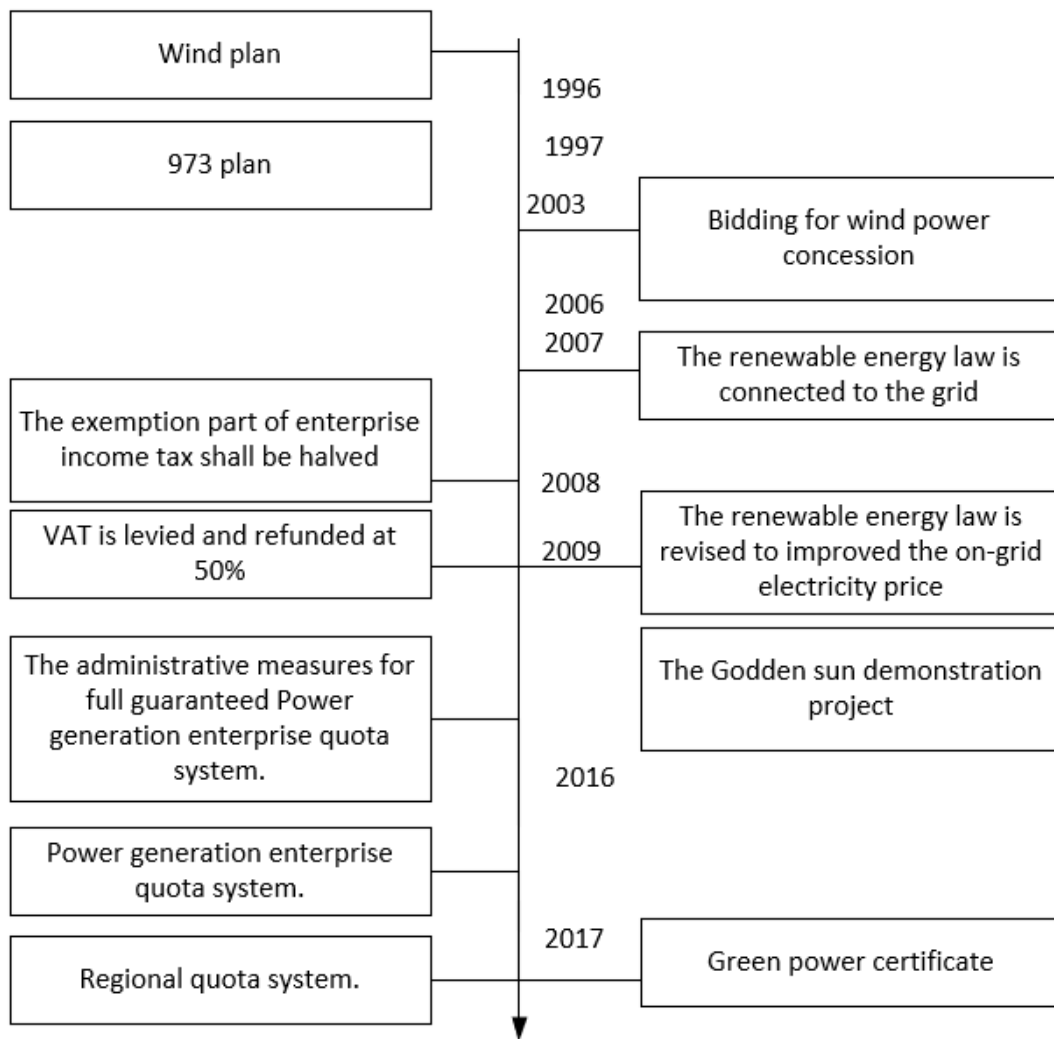 Wind plan
1996
1997
973 plan
2003
Bidding for wind power
concession
2006
2007
The renewable energy law is
connected to the grid
The exemption part of enterprise
income tax shall be halved
2008
VAT is levied and refunded at
50%
2009
The renewable energy law is
revised to improved the on-grid
electricity price
The administrative measures for
full guaranteed Power
generation enterprise quota
system.
The Godden sun demonstration
project
2016
Power generation enterprise
quota system.
2017
Regional quota system.
Green power certificate